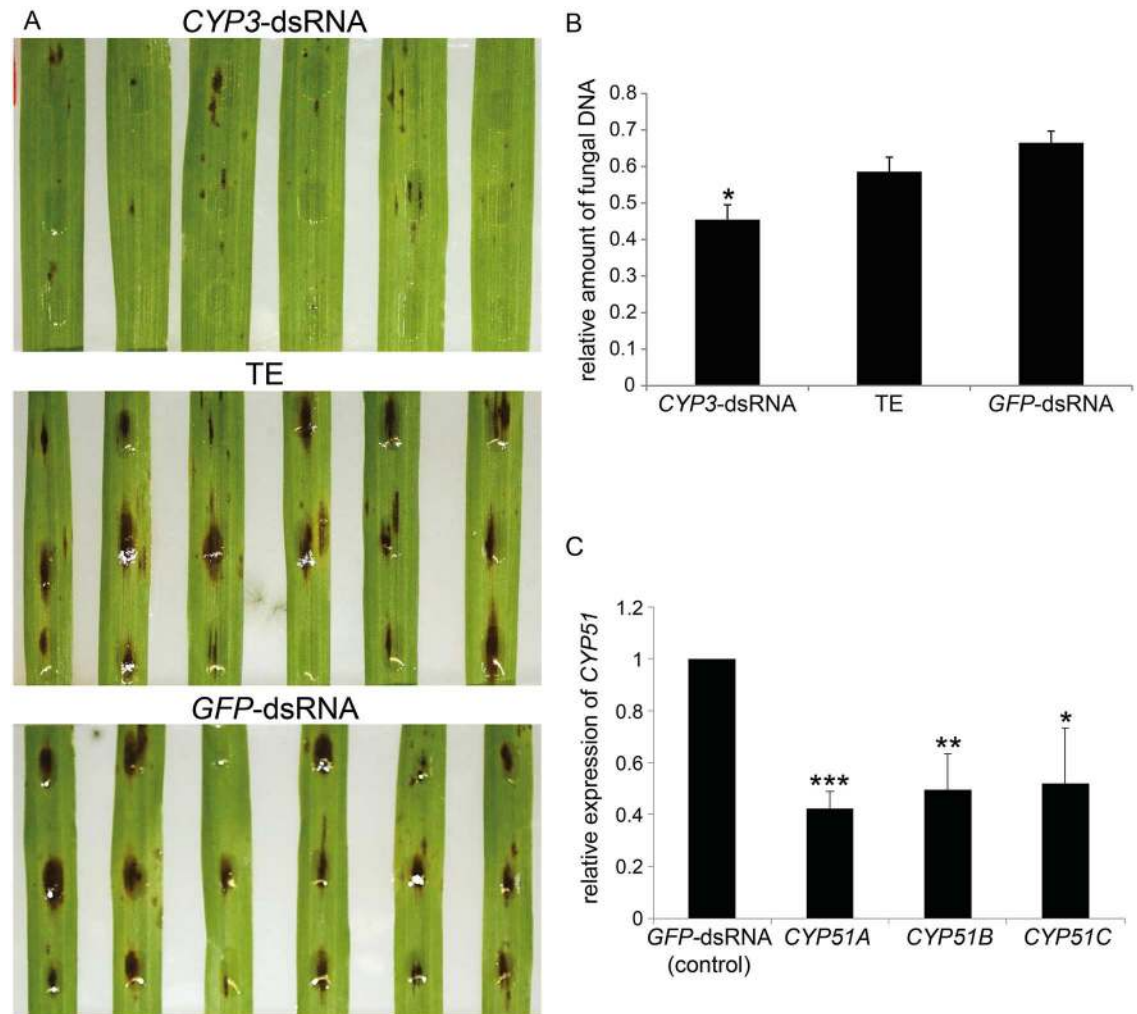 A
CYP3-dsRNA
TE
GFP-dsRNA
B
relative amount of fungal DNA
0.8
0.7
0.6
0.5
0.4
0.3
0.2
0.1
0
*
CYP3-dsRNA TE GFP-dsRNA
C
relative expression of CYP51
1.2
1
0.8
0.6
0.4
0.2
0
***
**
*
GFP-dsRNA CYP51A CYP51B CYP51C
(control)